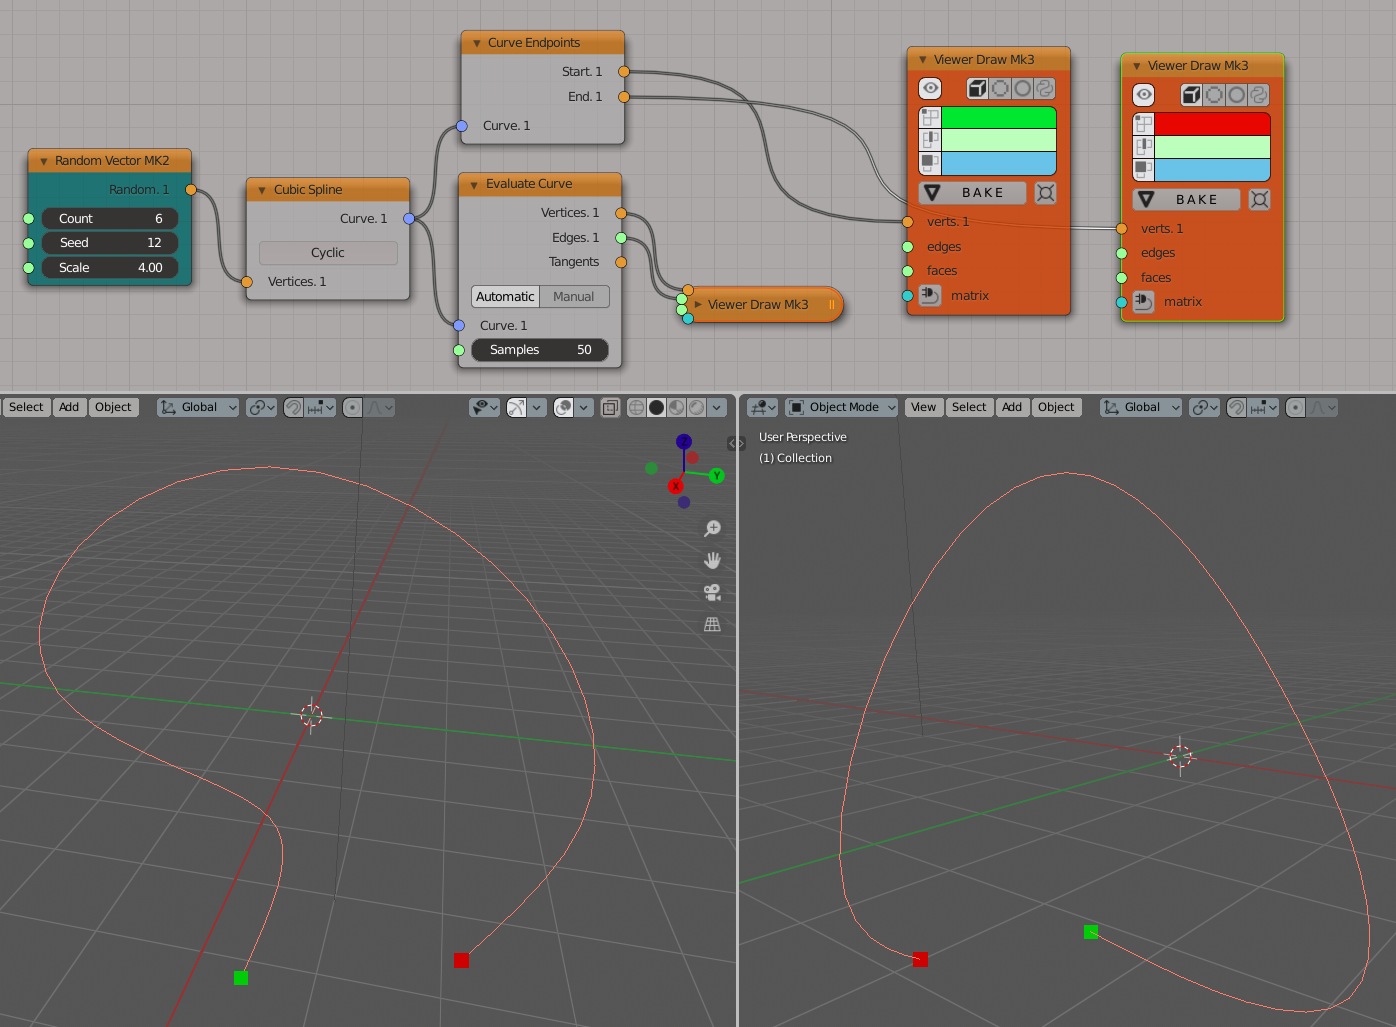 Curve Endpoints
Start. 1
End. 1
Curve. 1
Random Vector MK2
Random. 1
Count 6
Seed 12
Scale 4.00
Cubic Spline
Curve. 1
Cyclic
Vertices. 1
Evaluate Curve
Vertices. 1
Edges. 1
Tangents
Automatic Manual
Curve. 1
Samples 50
Viewer Draw Mk3
Viewer Draw Mk3
BAKE
verts. 1
edges
faces
matrix
Viewer Draw Mk3
BAKE
verts. 1
edges
faces
matrix
Select Add Object Global
Z
Y
X
Object Mode View Select Add Object Global
User Perspective
(1) Collection